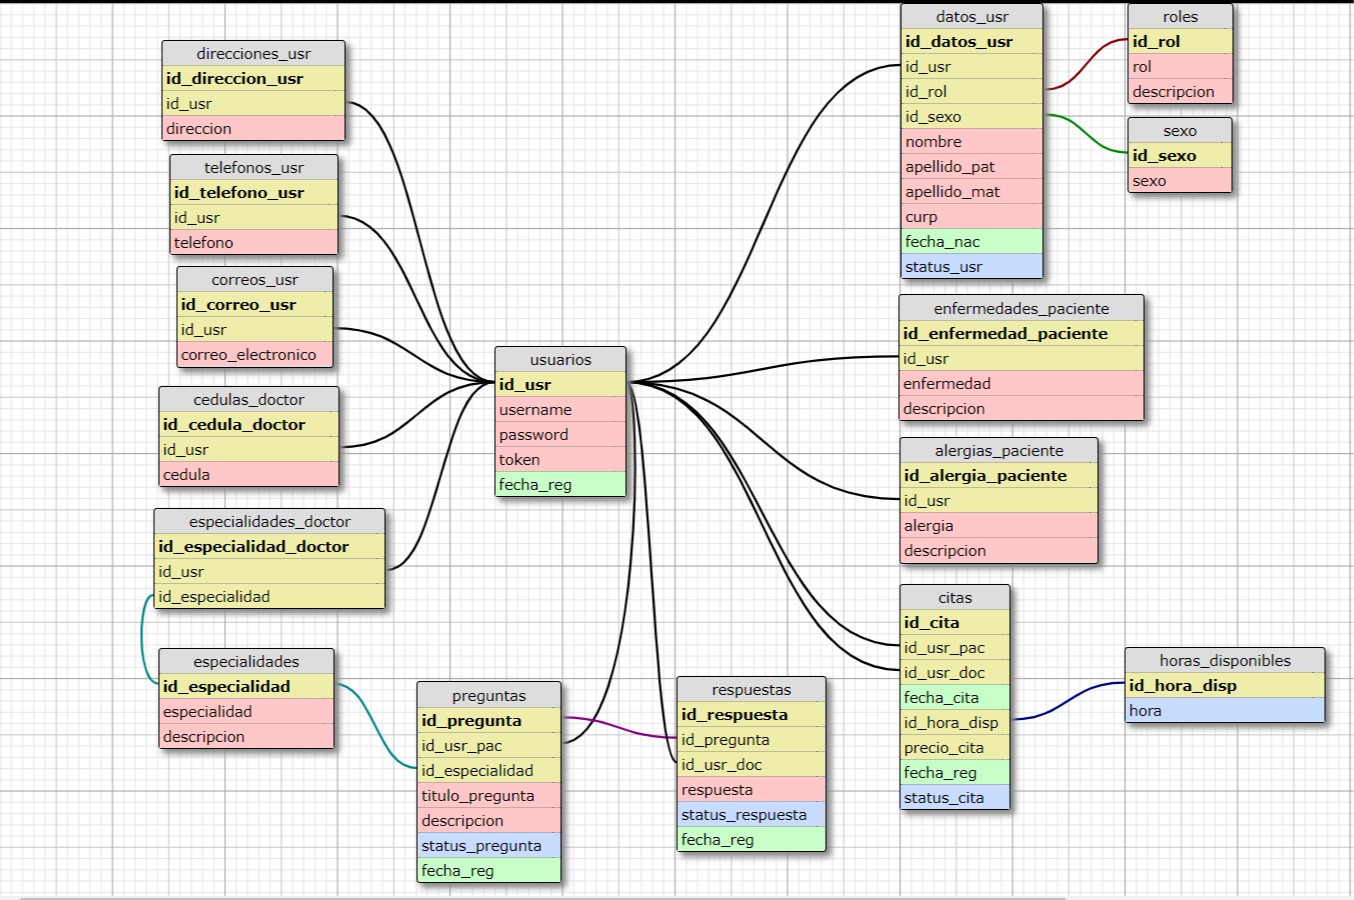 direcciones_usr
id_direccion_usr
id_usr
direccion
telefonos_usr
id_telefono_usr
id_usr
telefono
correos_usr
id_correo_usr
id_usr
correo_electronico
cedulas_doctor
id_cedula_doctor
id_usr
cedula
especialidades_doctor
id_especialidad_doctor
id_usr
id_especialidad
especialidades
id_especialidad
especialidad
descripcion
usuarios
id_usr
username
password
token
fecha_reg
preguntas
id_pregunta
id_usr_pac
id_especialidad
titulo_pregunta
descripcion
status_pregunta
fecha_reg
respuestas
id_respuesta
id_pregunta
id_usr_doc
respuesta
status_respuesta
fecha_reg
datos_usr
id_datos_usr
id_usr
id_rol
id_sexo
nombre
apellido_pat
apellido_mat
curp
fecha_nac
status_usr
roles
id_rol
rol
descripcion
sexo
id_sexo
sexo
enfermedades_paciente
id_enfermedad_paciente
id_usr
enfermedad
descripcion
alergias_paciente
id_alergia_paciente
id_usr
alergia
descripcion
citas
id_cita
id_usr_pac
id_usr_doc
fecha_cita
id_hora_disp
precio_cita
fecha_reg
status_cita
horas_disponibles
id_hora_disp
hora